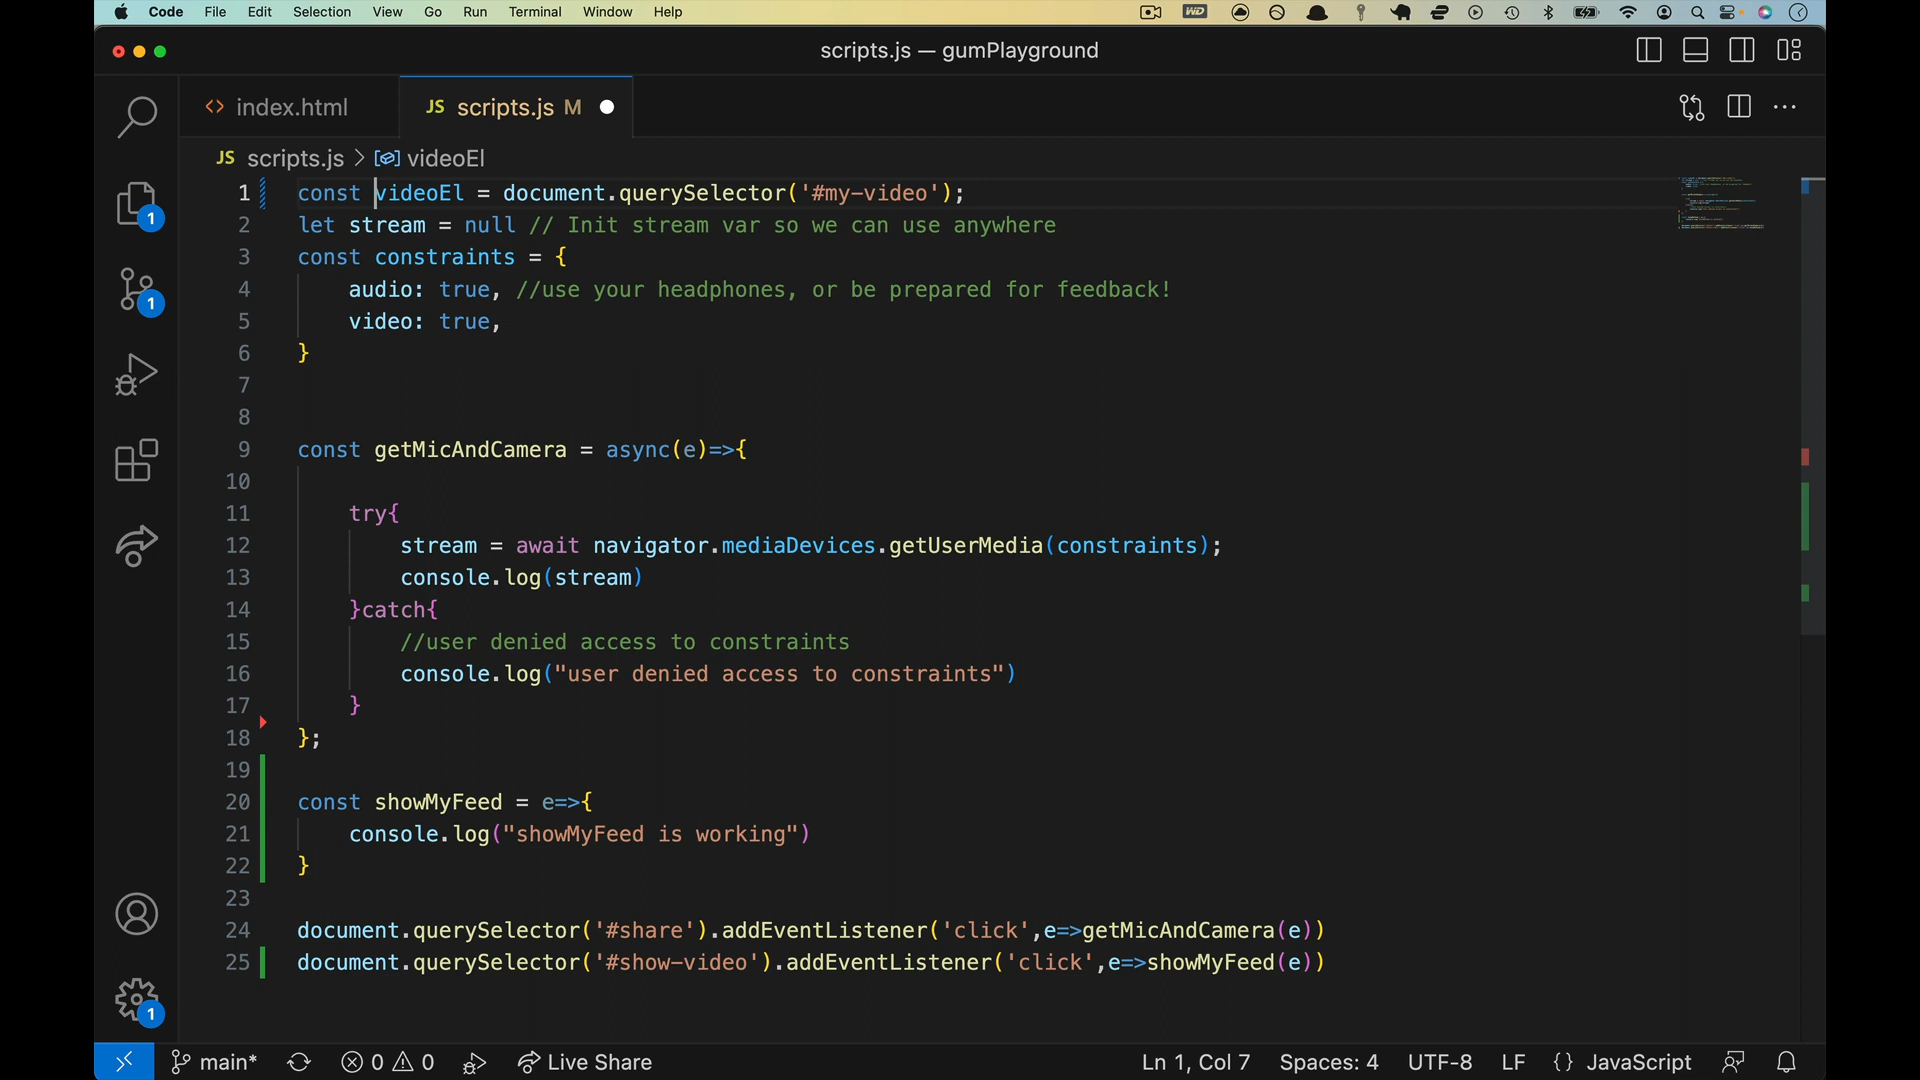 Code File Edit Selection View Go Run Terminal Window Help WD
scripts.js — gumPlayground
<> index.html
JS scripts.js M
JS scripts.js > videoEl
1 const videoEl = document.querySelector('#my-video');
2 let stream = null // Init stream var so we can use anywhere
3 const constraints = {
4 audio: true, //use your headphones, or be prepared for feedback!
5 video: true,
6 }
7
8
9 const getMicAndCamera = async(e)=>{
10
11 try{
12 stream = await navigator.mediaDevices.getUserMedia(constraints);
13 console.log(stream)
14 }catch{
15 //user denied access to constraints
16 console.log("user denied access to constraints")
17 }
18 };
19
20 const showMyFeed = e=>{
21 console.log("showMyFeed is working")
22 }
23
24 document.querySelector('#share').addEventListener('click',e=>getMicAndCamera(e))
25 document.querySelector('#show-video').addEventListener('click',e=>showMyFeed(e))
1
1
1
main* 0 0 Live Share Ln 1, Col 7 Spaces: 4 UTF-8 LF {} JavaScript